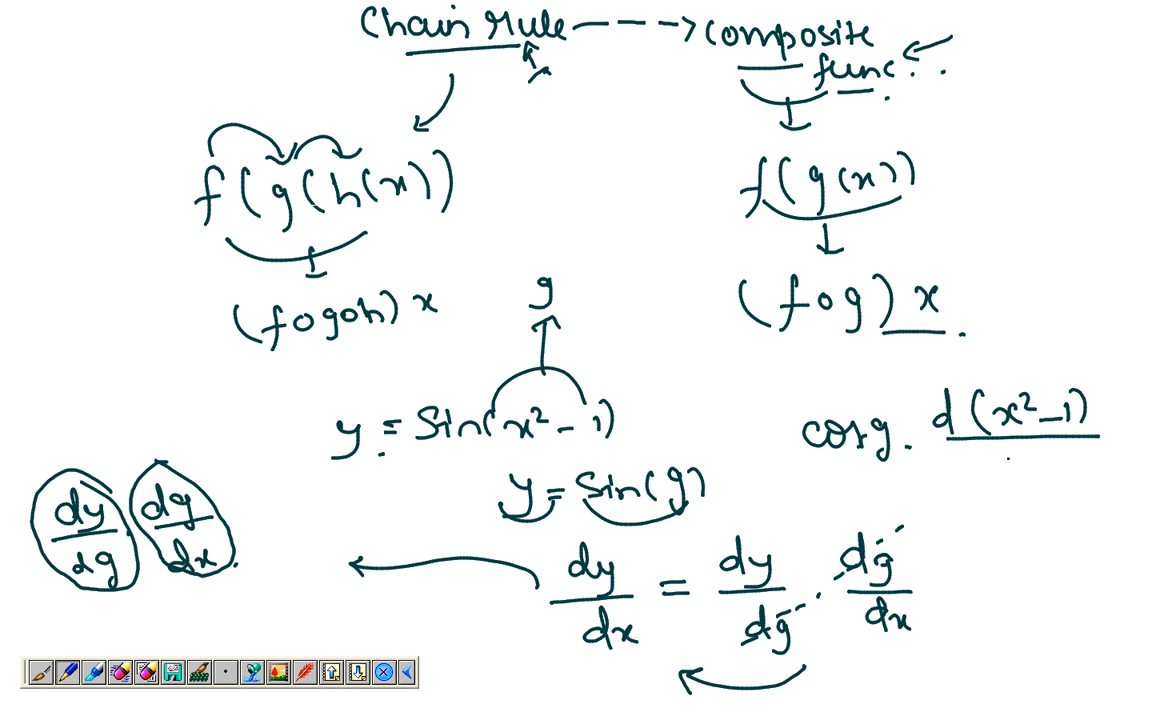 Chain rule ----> composite
func.
f(g(h(x))
f(g(x))
(fogoh) x
g
(fog) x
y = Sin(x²-1)
cosg. d(x²-1)
y = Sin(g)
dy/dg dg/dx
dy/dx = dy/dg . dg/dx